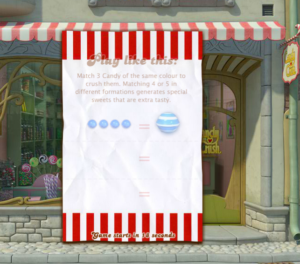 Play like this:
Match 3 Candy of the same colour to
crush them. Matching 4 or 5 in
different formations generates special
sweets that are extra tasty.
=
=
=
Game starts in 14 seconds